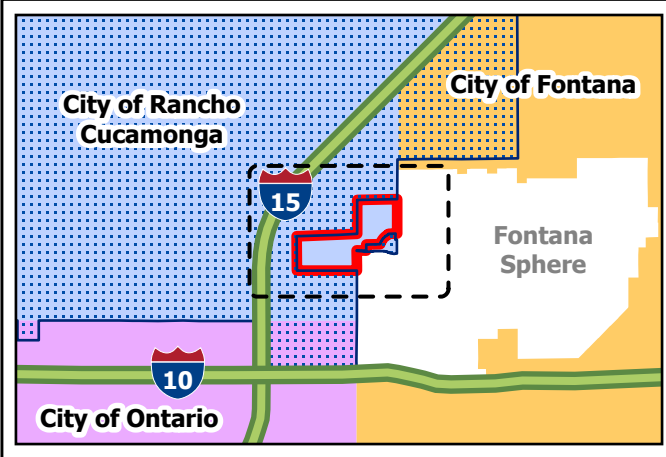 City of Rancho
Cucamonga
City of Fontana
15
Fontana
Sphere
10
City of Ontario